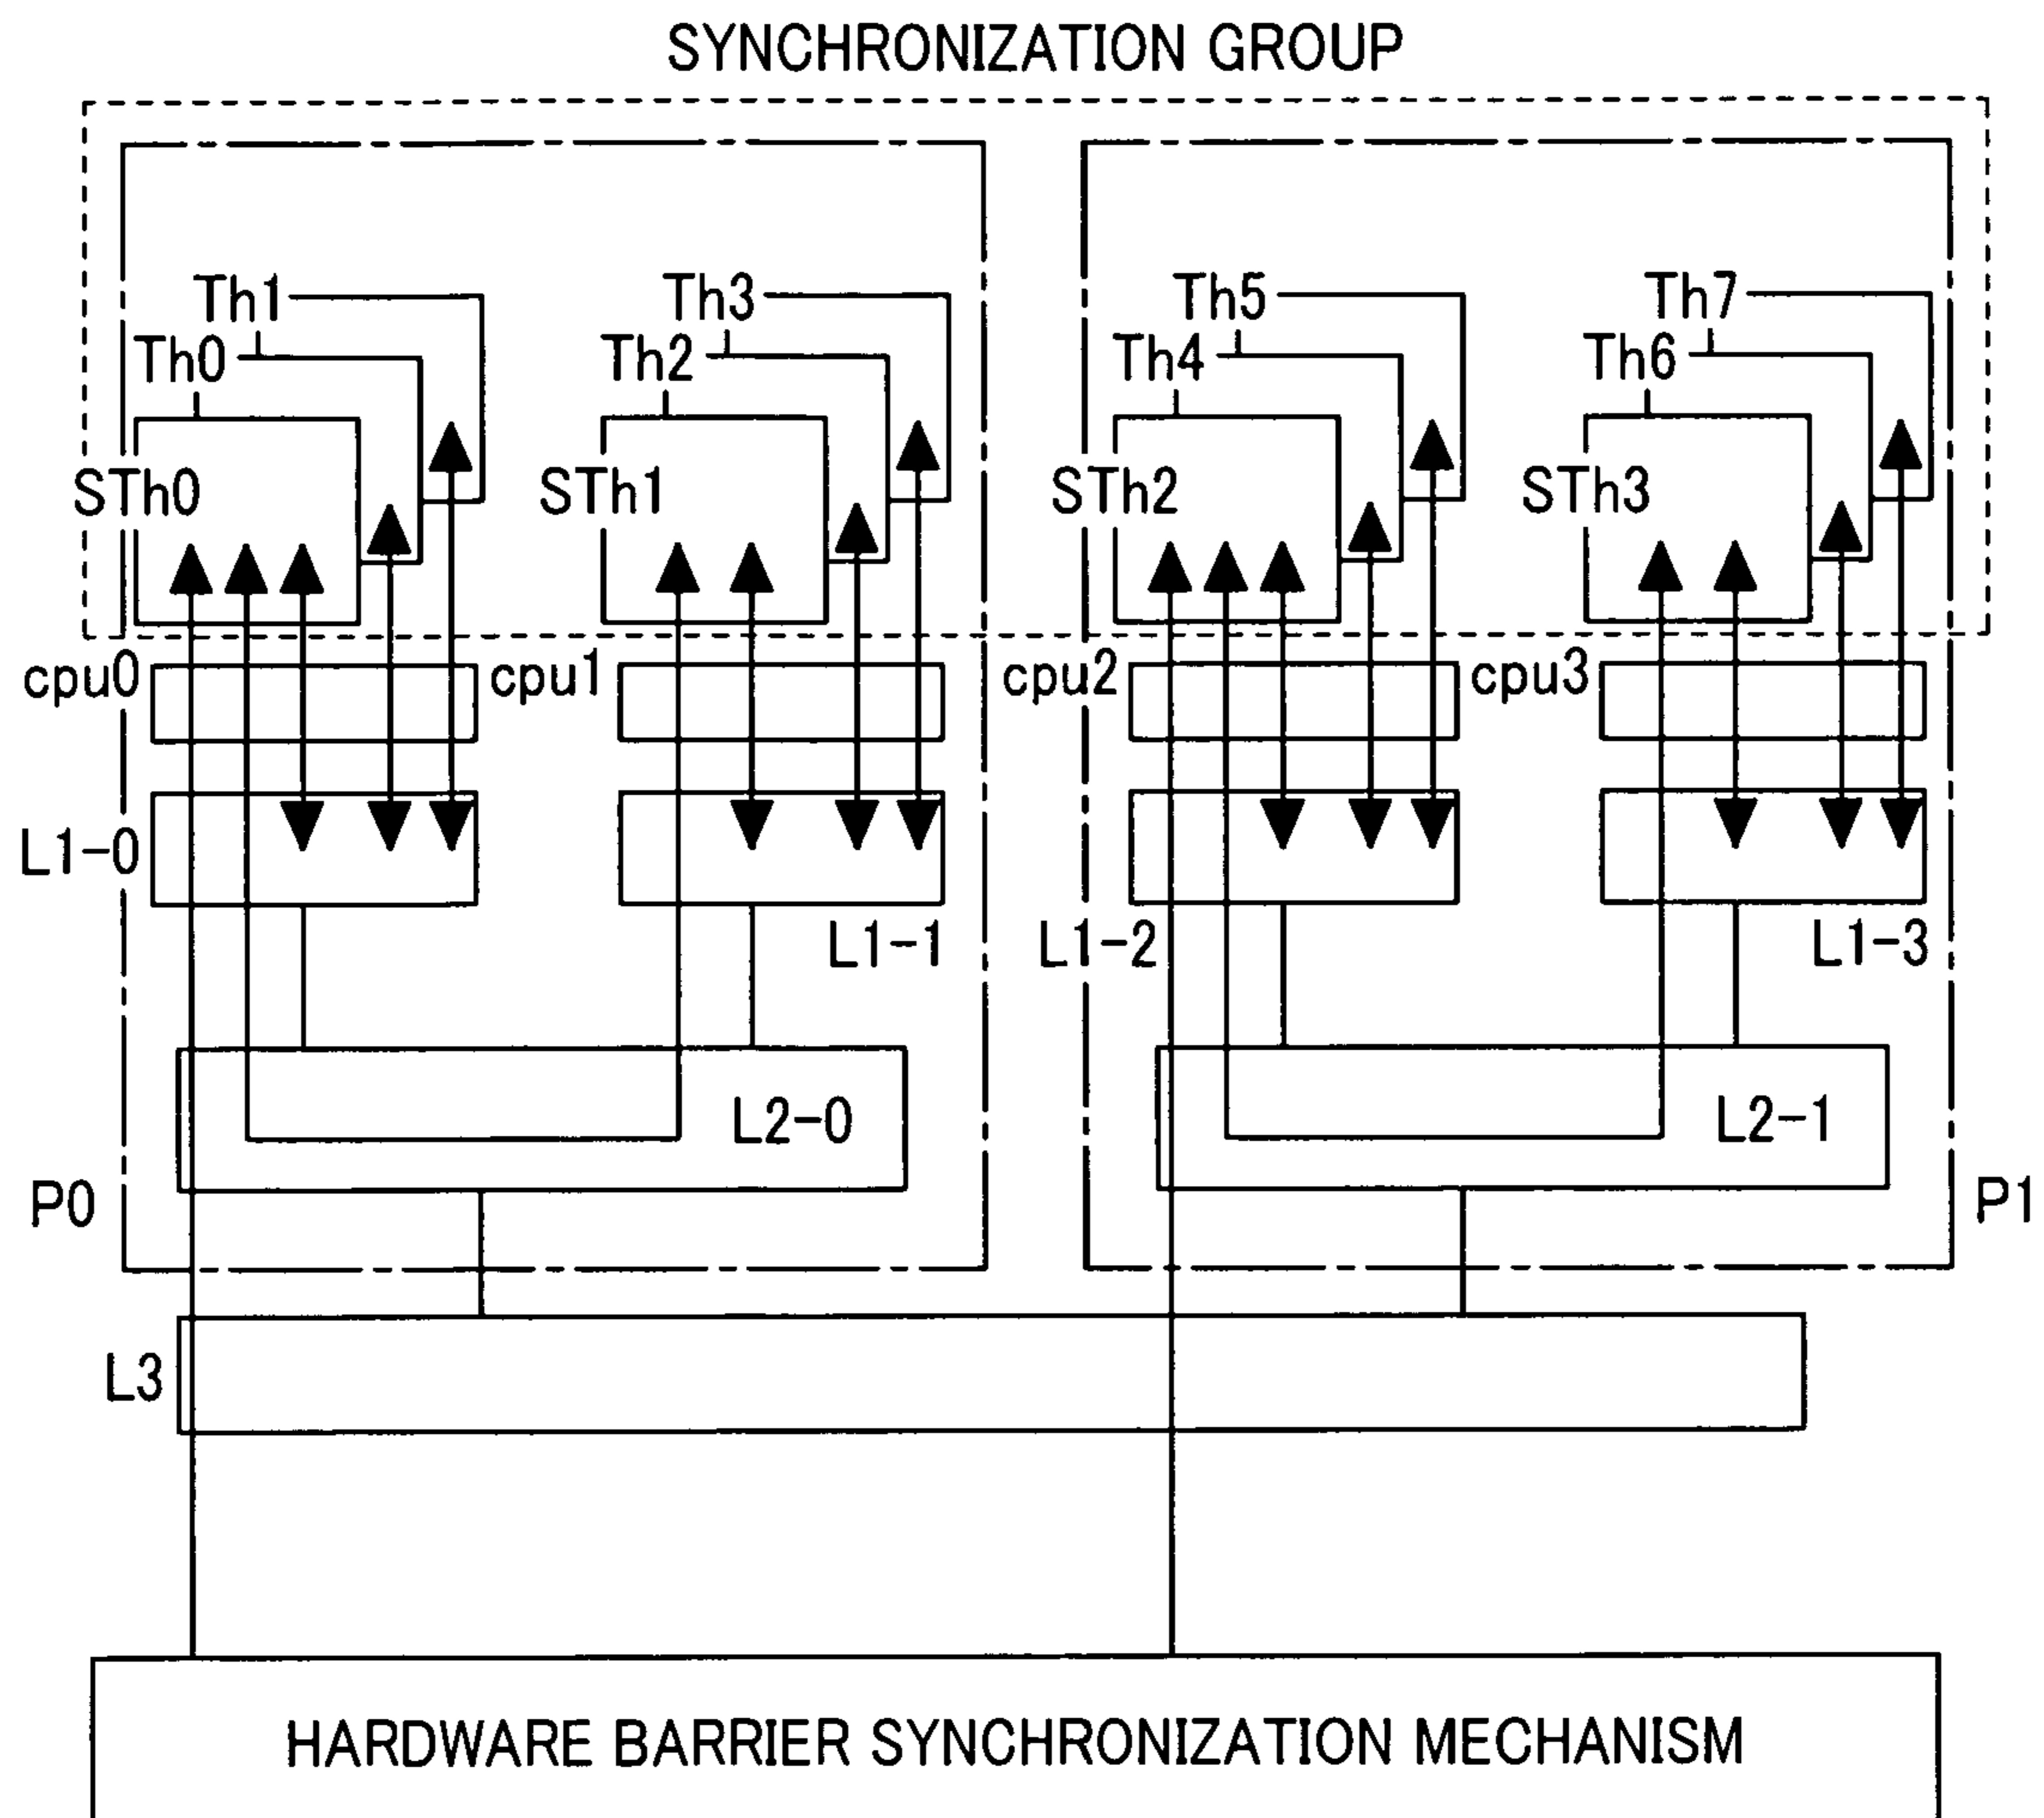 SYNCHRONIZATION GROUP
Th1 Th3 Th5 Th7
Th0 Th2 Th4 Th6
STh0 STh1 STh2 STh3
cpu0 cpu1 cpu2 cpu3
L1-0
L1-1 L1-2 L1-3
L2-0 L2-1
P0 P1
L3
HARDWARE BARRIER SYNCHRONIZATION MECHANISM